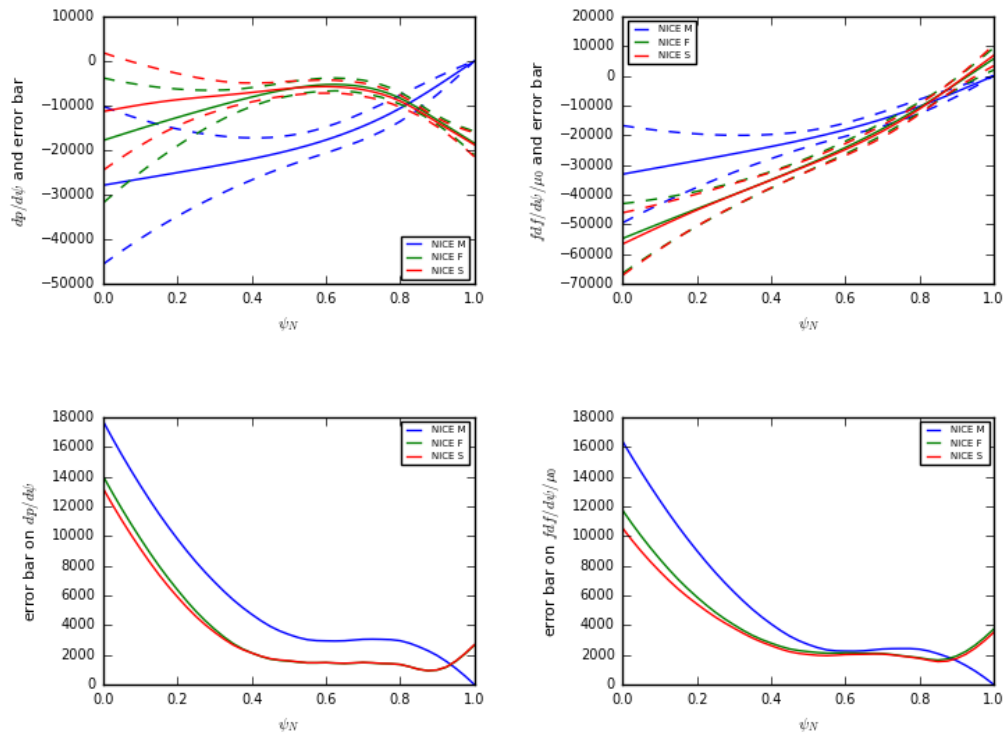 10000
0
−10000
−20000
−30000
−40000
−50000
0.0 0.2 0.4 0.6 0.8 1.0
ψ_N
dp/dψ and error bar
NICE M
NICE F
NICE S
20000
10000
0
−10000
−20000
−30000
−40000
−50000
−60000
−70000
0.0 0.2 0.4 0.6 0.8 1.0
ψ_N
fdf/dψ/μ_0 and error bar
NICE M
NICE F
NICE S
18000
16000
14000
12000
10000
8000
6000
4000
2000
0
0.0 0.2 0.4 0.6 0.8 1.0
ψ_N
error bar on dp/dψ
NICE M
NICE F
NICE S
18000
16000
14000
12000
10000
8000
6000
4000
2000
0
0.0 0.2 0.4 0.6 0.8 1.0
ψ_N
error bar on fdf/dψ/μ_0
NICE M
NICE F
NICE S